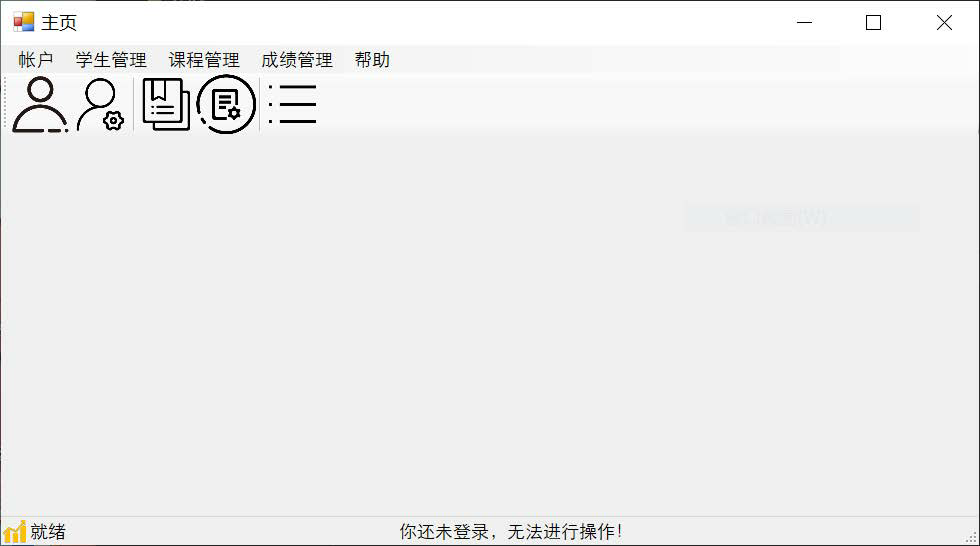 主页
帐户 学生管理 课程管理 成绩管理 帮助
就绪 你还未登录，无法进行操作！